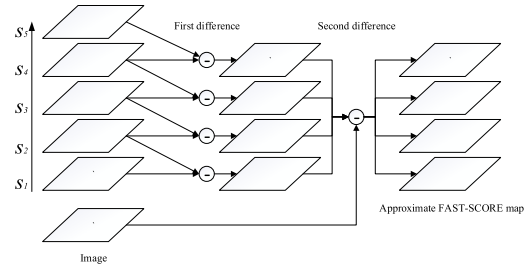 First difference
Second difference
S5
S4
S3
S2
S1
-
-
-
-
-
Approximate FAST-SCORE map
Image